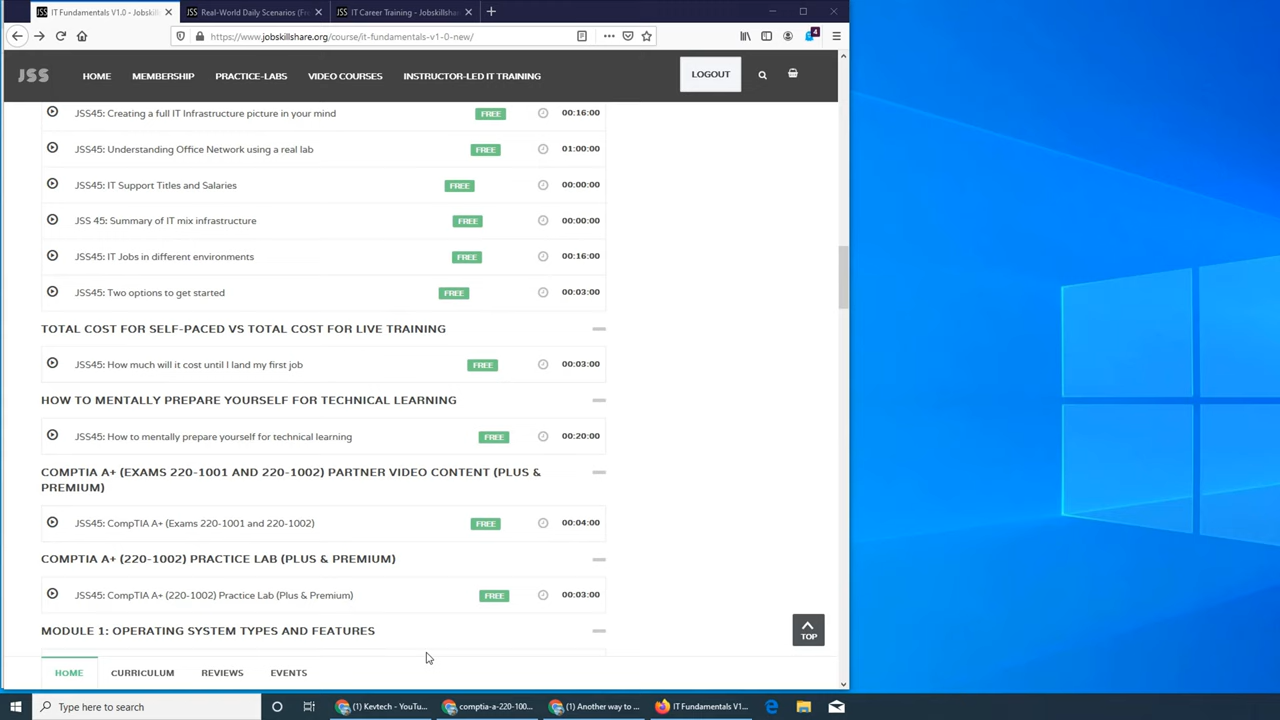 IT Fundamentals V1.0 - Jobskill
JSS Real-World Daily Scenarios (Fre
JSS IT Career Training - Jobskillsha
https://www.jobskillshare.org/course/it-fundamentals-v1-0-new/
4
JSS
HOME
MEMBERSHIP
PRACTICE-LABS
VIDEO COURSES
INSTRUCTOR-LED IT TRAINING
LOGOUT
JSS45: Creating a full IT Infrastructure picture in your mind FREE 00:16:00
JSS45: Understanding Office Network using a real lab FREE 01:00:00
JSS45: IT Support Titles and Salaries FREE 00:00:00
JSS 45: Summary of IT mix infrastructure FREE 00:00:00
JSS45: IT Jobs in different environments FREE 00:16:00
JSS45: Two options to get started FREE 00:03:00
TOTAL COST FOR SELF-PACED VS TOTAL COST FOR LIVE TRAINING
JSS45: How much will it cost until I land my first job FREE 00:03:00
HOW TO MENTALLY PREPARE YOURSELF FOR TECHNICAL LEARNING
JSS45: How to mentally prepare yourself for technical learning FREE 00:20:00
COMPTIA A+ (EXAMS 220-1001 AND 220-1002) PARTNER VIDEO CONTENT (PLUS &
PREMIUM)
JSS45: CompTIA A+ (Exams 220-1001 and 220-1002) FREE 00:04:00
COMPTIA A+ (220-1002) PRACTICE LAB (PLUS & PREMIUM)
JSS45: CompTIA A+ (220-1002) Practice Lab (Plus & Premium) FREE 00:03:00
MODULE 1: OPERATING SYSTEM TYPES AND FEATURES
TOP
HOME
CURRICULUM
REVIEWS
EVENTS
Type here to search
(1) Kevtech - YouTu...
comptia-a-220-100...
(1) Another way to ...
IT Fundamentals V1...